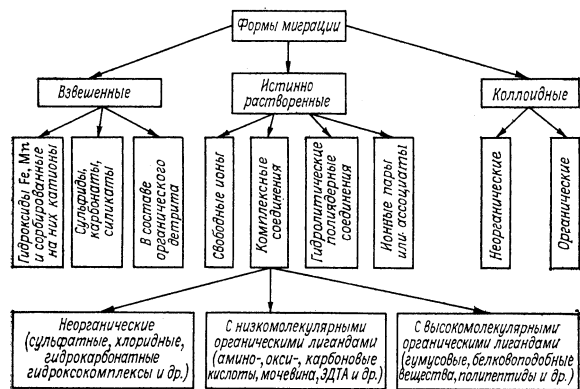 Формы миграции
Взвешенные
Истинно
растворенные
Коллоидные
Гидроксиды Fe, Mn
и сорбированные
на них катионы
Сульфиды,
карбонаты,
силикаты
В составе
органического
детрита
Свободные ионы
Комплексные
соединения
Гидролитические
полиядерные
соединения
Ионные пары
или ассоциаты
Неорганические
Органические
Неорганические
(сульфатные, хлоридные,
гидрокарбонатные
гидроксокомплексы и др.)
С низкомолекулярными
органическими лигандами
(амино-, окси-, карбоновые
кислоты, мочевина, ЭДТА и др.)
С высокомолекулярными
органическими лигандами
(гумусовые, белковоподобные
вещества, полипептиды и др.)